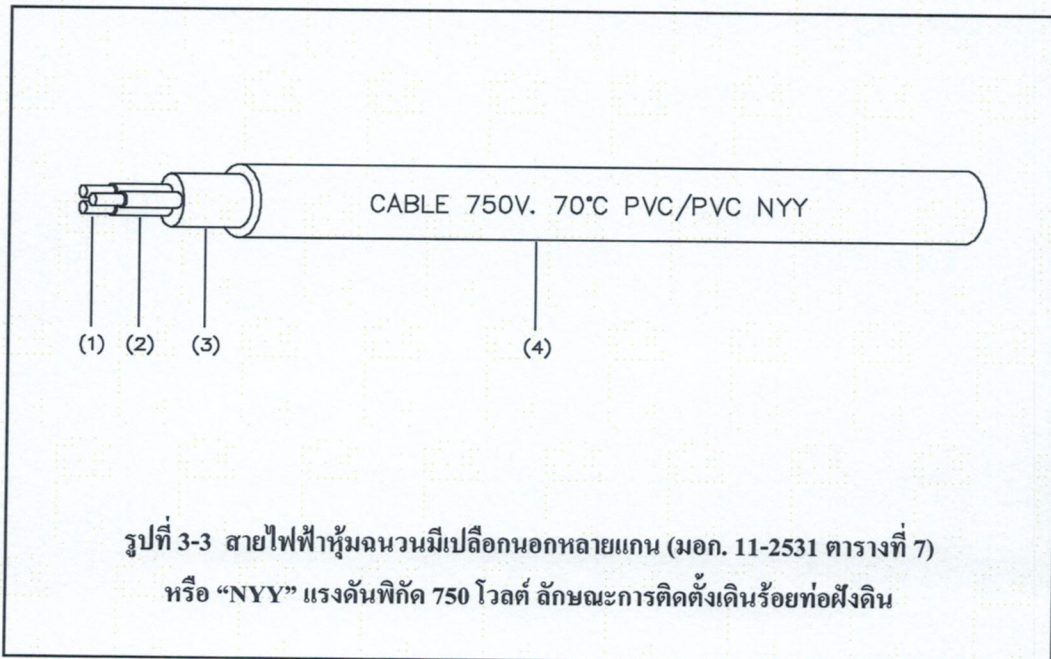 CABLE 750V. 70°C PVC/PVC NYY
(1) (2) (3) (4)
รูปที่ 3-3 สายไฟฟ้าหุ้มฉนวนมีเปลือกนอกหลายแกน (มอก. 11-2531 ตารางที่ 7)
หรือ “NYY” แรงดันพิกัด 750 โวลต์ ลักษณะการติดตั้งเดินร้อยท่อฝังดิน